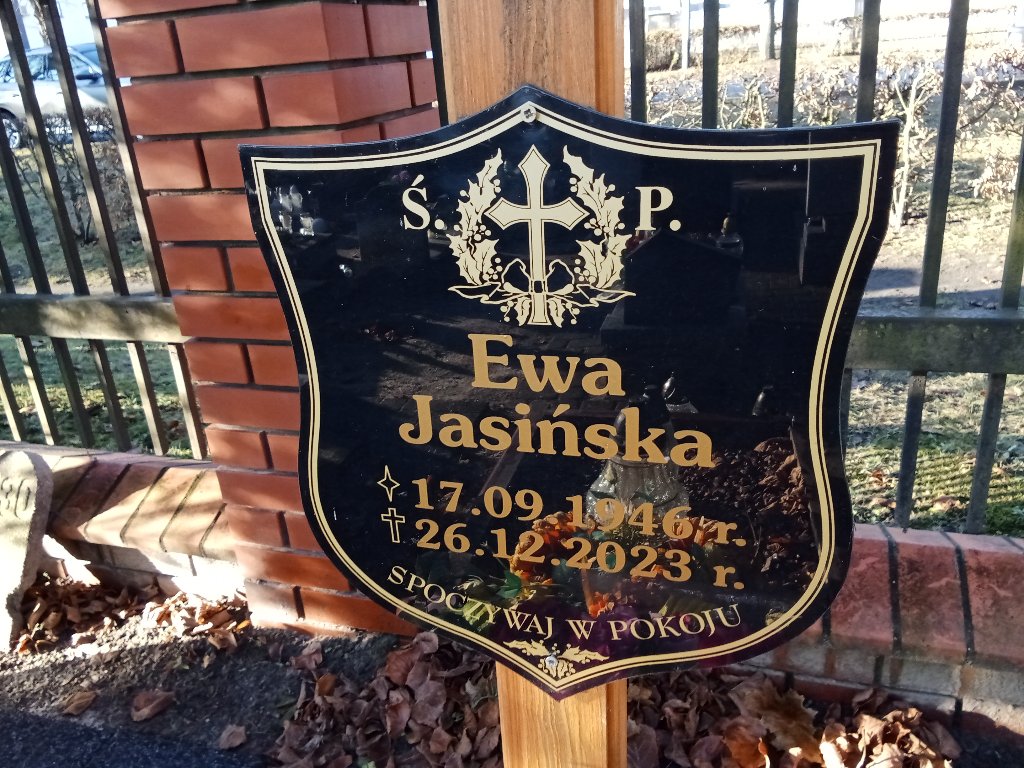 Ś. P.
Ewa
Jasińska
17.09.1946 r.
26.12.2023 r.
SPOCZYWAJ W POKOJU